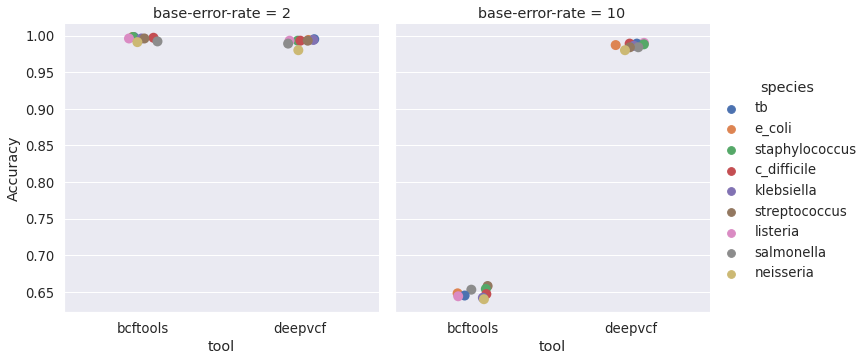 base-error-rate = 2
base-error-rate = 10
Accuracy
1.00
0.95
0.90
0.85
0.80
0.75
0.70
0.65
bcftools
deepvcf
bcftools
deepvcf
tool
tool
species
tb
e_coli
staphylococcus
c_difficile
klebsiella
streptococcus
listeria
salmonella
neisseria